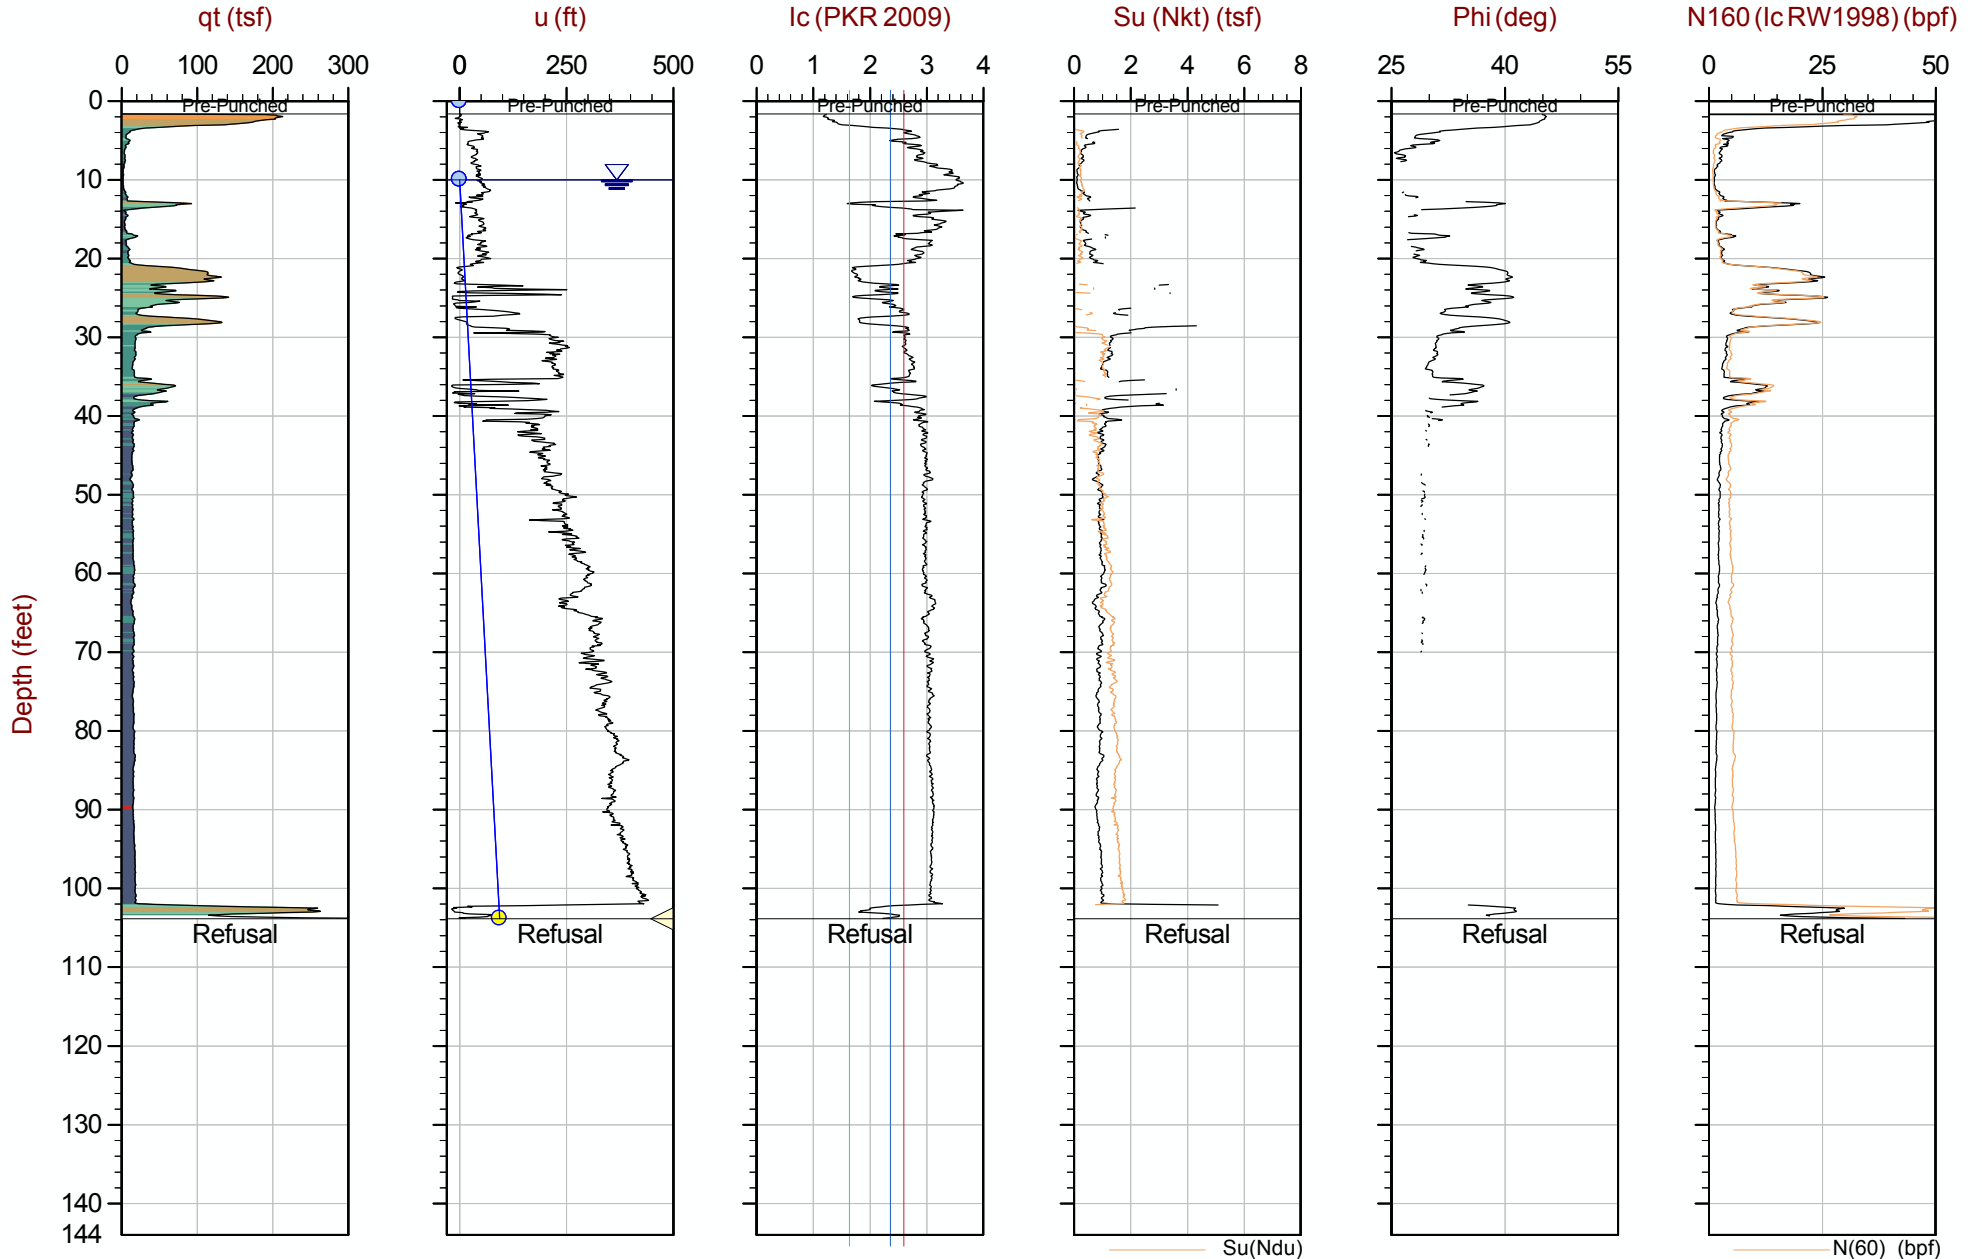 qt (tsf) u (ft) Ic (PKR 2009) Su (Nkt) (tsf) Phi (deg) N160 (Ic RW1998) (bpf)
0 100 200 300 0 250 500 0 1 2 3 4 0 2 4 6 8 25 40 55 0 25 50
Pre-Punched Pre-Punched Pre-Punched Pre-Punched Pre-Punched Pre-Punched
0
10
20
30
40
50
60
70
80
90
100
110
120
130
140
144
Depth (feet)
Refusal Refusal Refusal Refusal Refusal Refusal
Su(Ndu) N(60) (bpf)